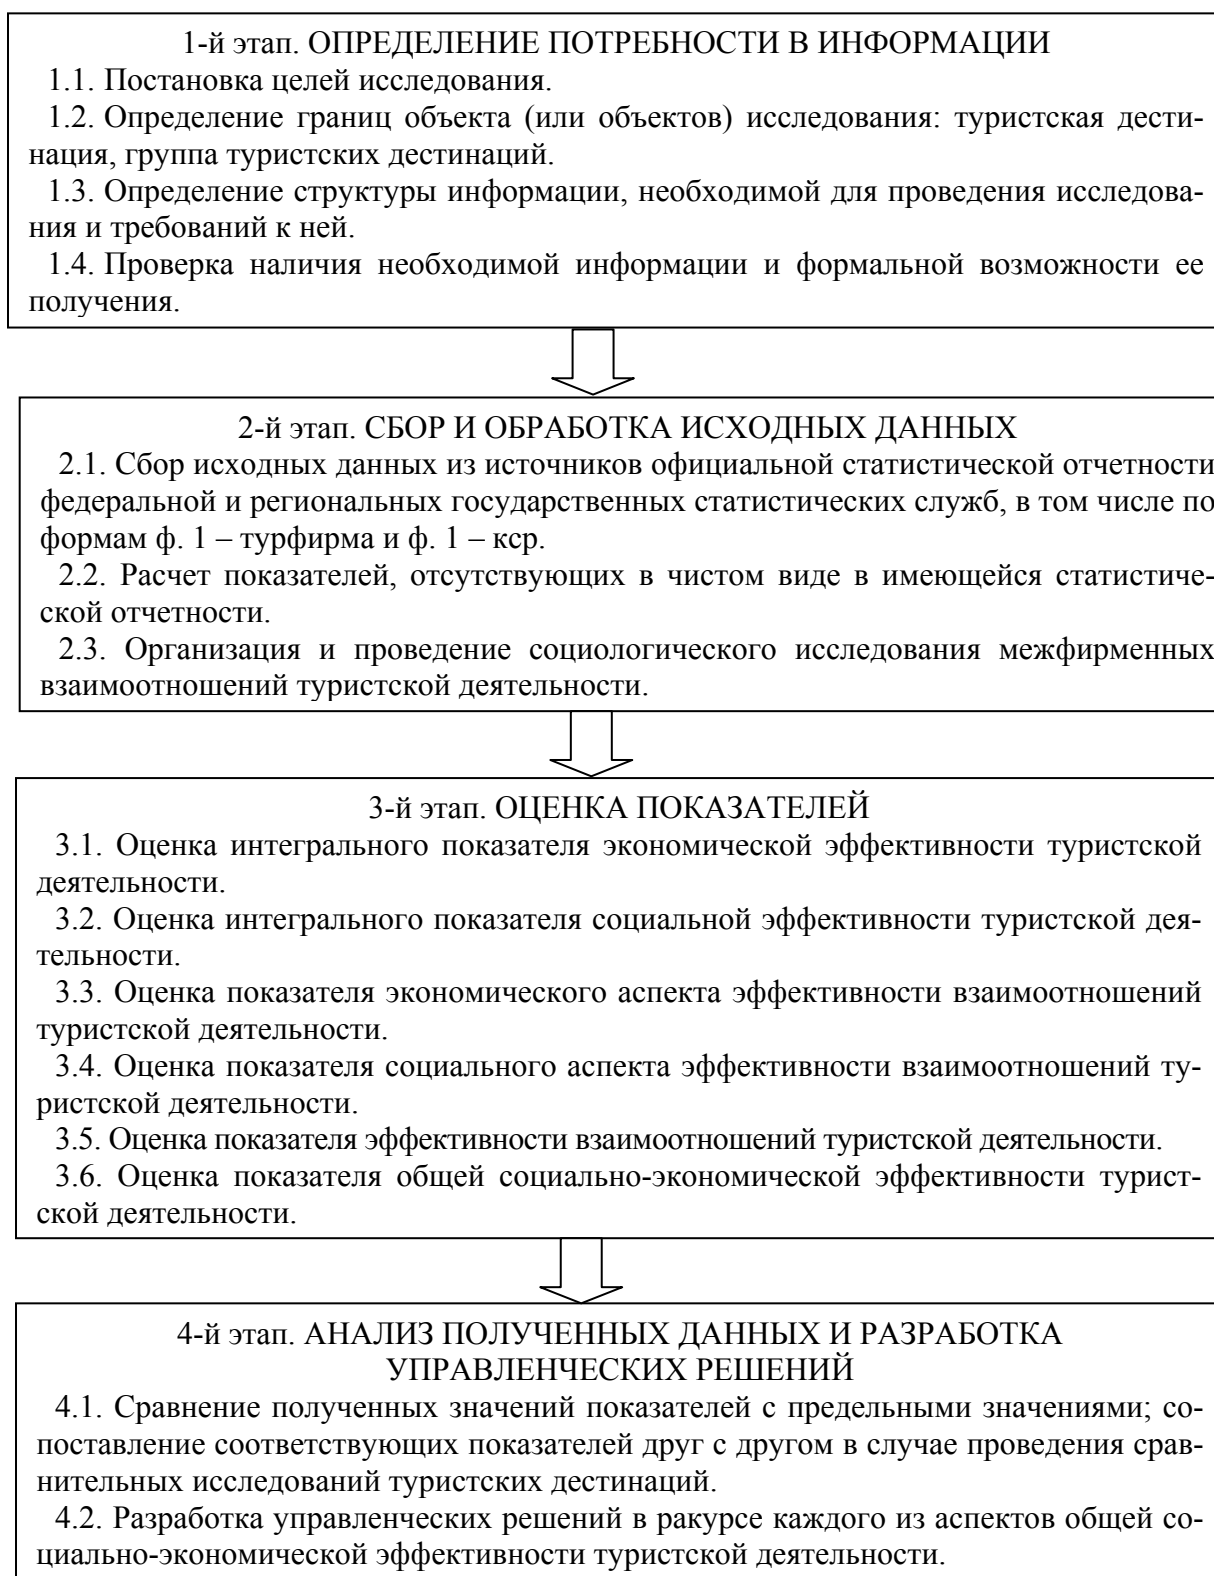 1-й этап. ОПРЕДЕЛЕНИЕ ПОТРЕБНОСТИ В ИНФОРМАЦИИ
1.1. Постановка целей исследования.
1.2. Определение границ объекта (или объектов) исследования: туристская дести-
нация, группа туристских дестинаций.
1.3. Определение структуры информации, необходимой для проведения исследова-
ния и требований к ней.
1.4. Проверка наличия необходимой информации и формальной возможности ее
получения.
2-й этап. СБОР И ОБРАБОТКА ИСХОДНЫХ ДАННЫХ
2.1. Сбор исходных данных из источников официальной статистической отчетности
федеральной и региональных государственных статистических служб, в том числе по
формам ф. 1 – турфирма и ф. 1 – кср.
2.2. Расчет показателей, отсутствующих в чистом виде в имеющейся статистиче-
ской отчетности.
2.3. Организация и проведение социологического исследования межфирменных
взаимоотношений туристской деятельности.
3-й этап. ОЦЕНКА ПОКАЗАТЕЛЕЙ
3.1. Оценка интегрального показателя экономической эффективности туристской
деятельности.
3.2. Оценка интегрального показателя социальной эффективности туристской дея-
тельности.
3.3. Оценка показателя экономического аспекта эффективности взаимоотношений
туристской деятельности.
3.4. Оценка показателя социального аспекта эффективности взаимоотношений ту-
ристской деятельности.
3.5. Оценка показателя эффективности взаимоотношений туристской деятельности.
3.6. Оценка показателя общей социально-экономической эффективности турист-
ской деятельности.
4-й этап. АНАЛИЗ ПОЛУЧЕННЫХ ДАННЫХ И РАЗРАБОТКА
УПРАВЛЕНЧЕСКИХ РЕШЕНИЙ
4.1. Сравнение полученных значений показателей с предельными значениями; со-
поставление соответствующих показателей друг с другом в случае проведения срав-
нительных исследований туристских дестинаций.
4.2. Разработка управленческих решений в ракурсе каждого из аспектов общей со-
циально-экономической эффективности туристской деятельности.